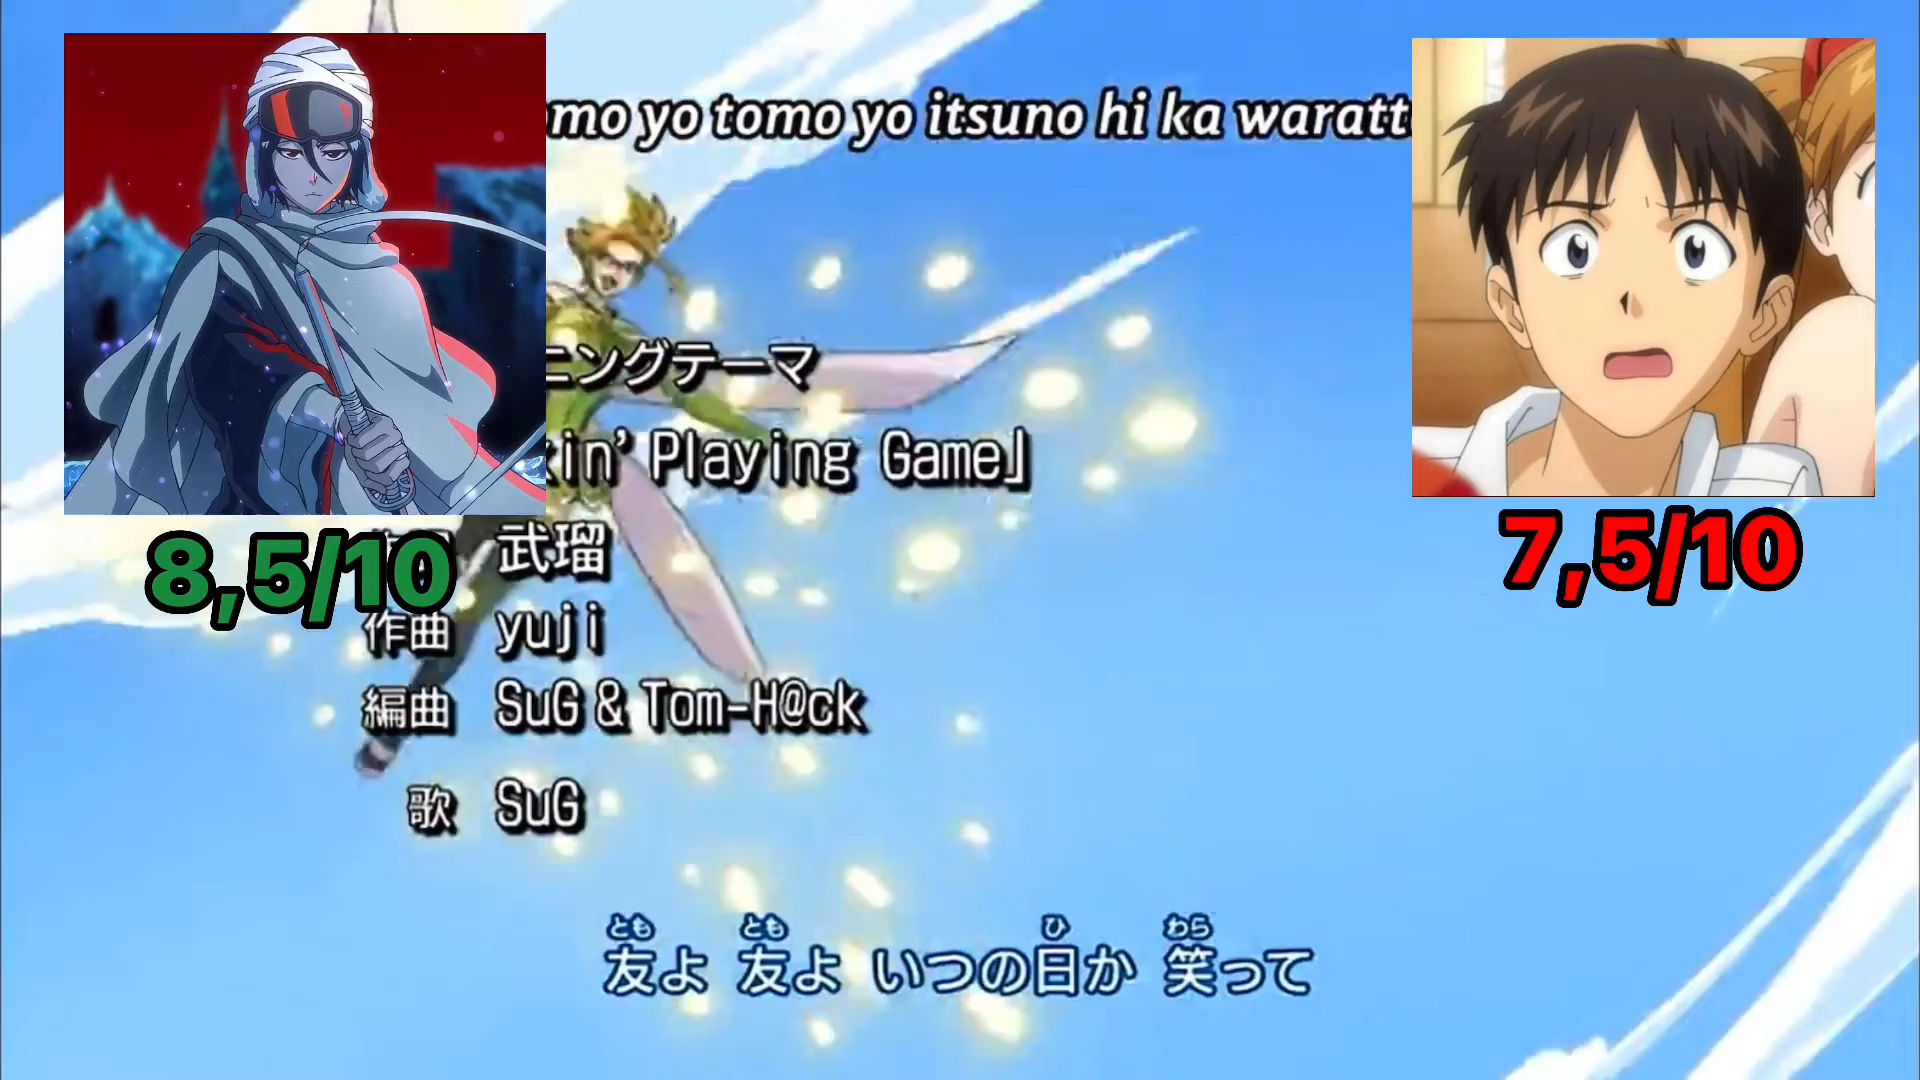 mo yo tomo yo itsuno hi ka waratt
ニングテーマ
kin' Playing Game」
8,5/10
7,5/10
武瑠
作曲 yuji
編曲 SuG & Tom-H@ck
歌 SuG
とも とも ひ わら
友よ 友よ いつの日か 笑って